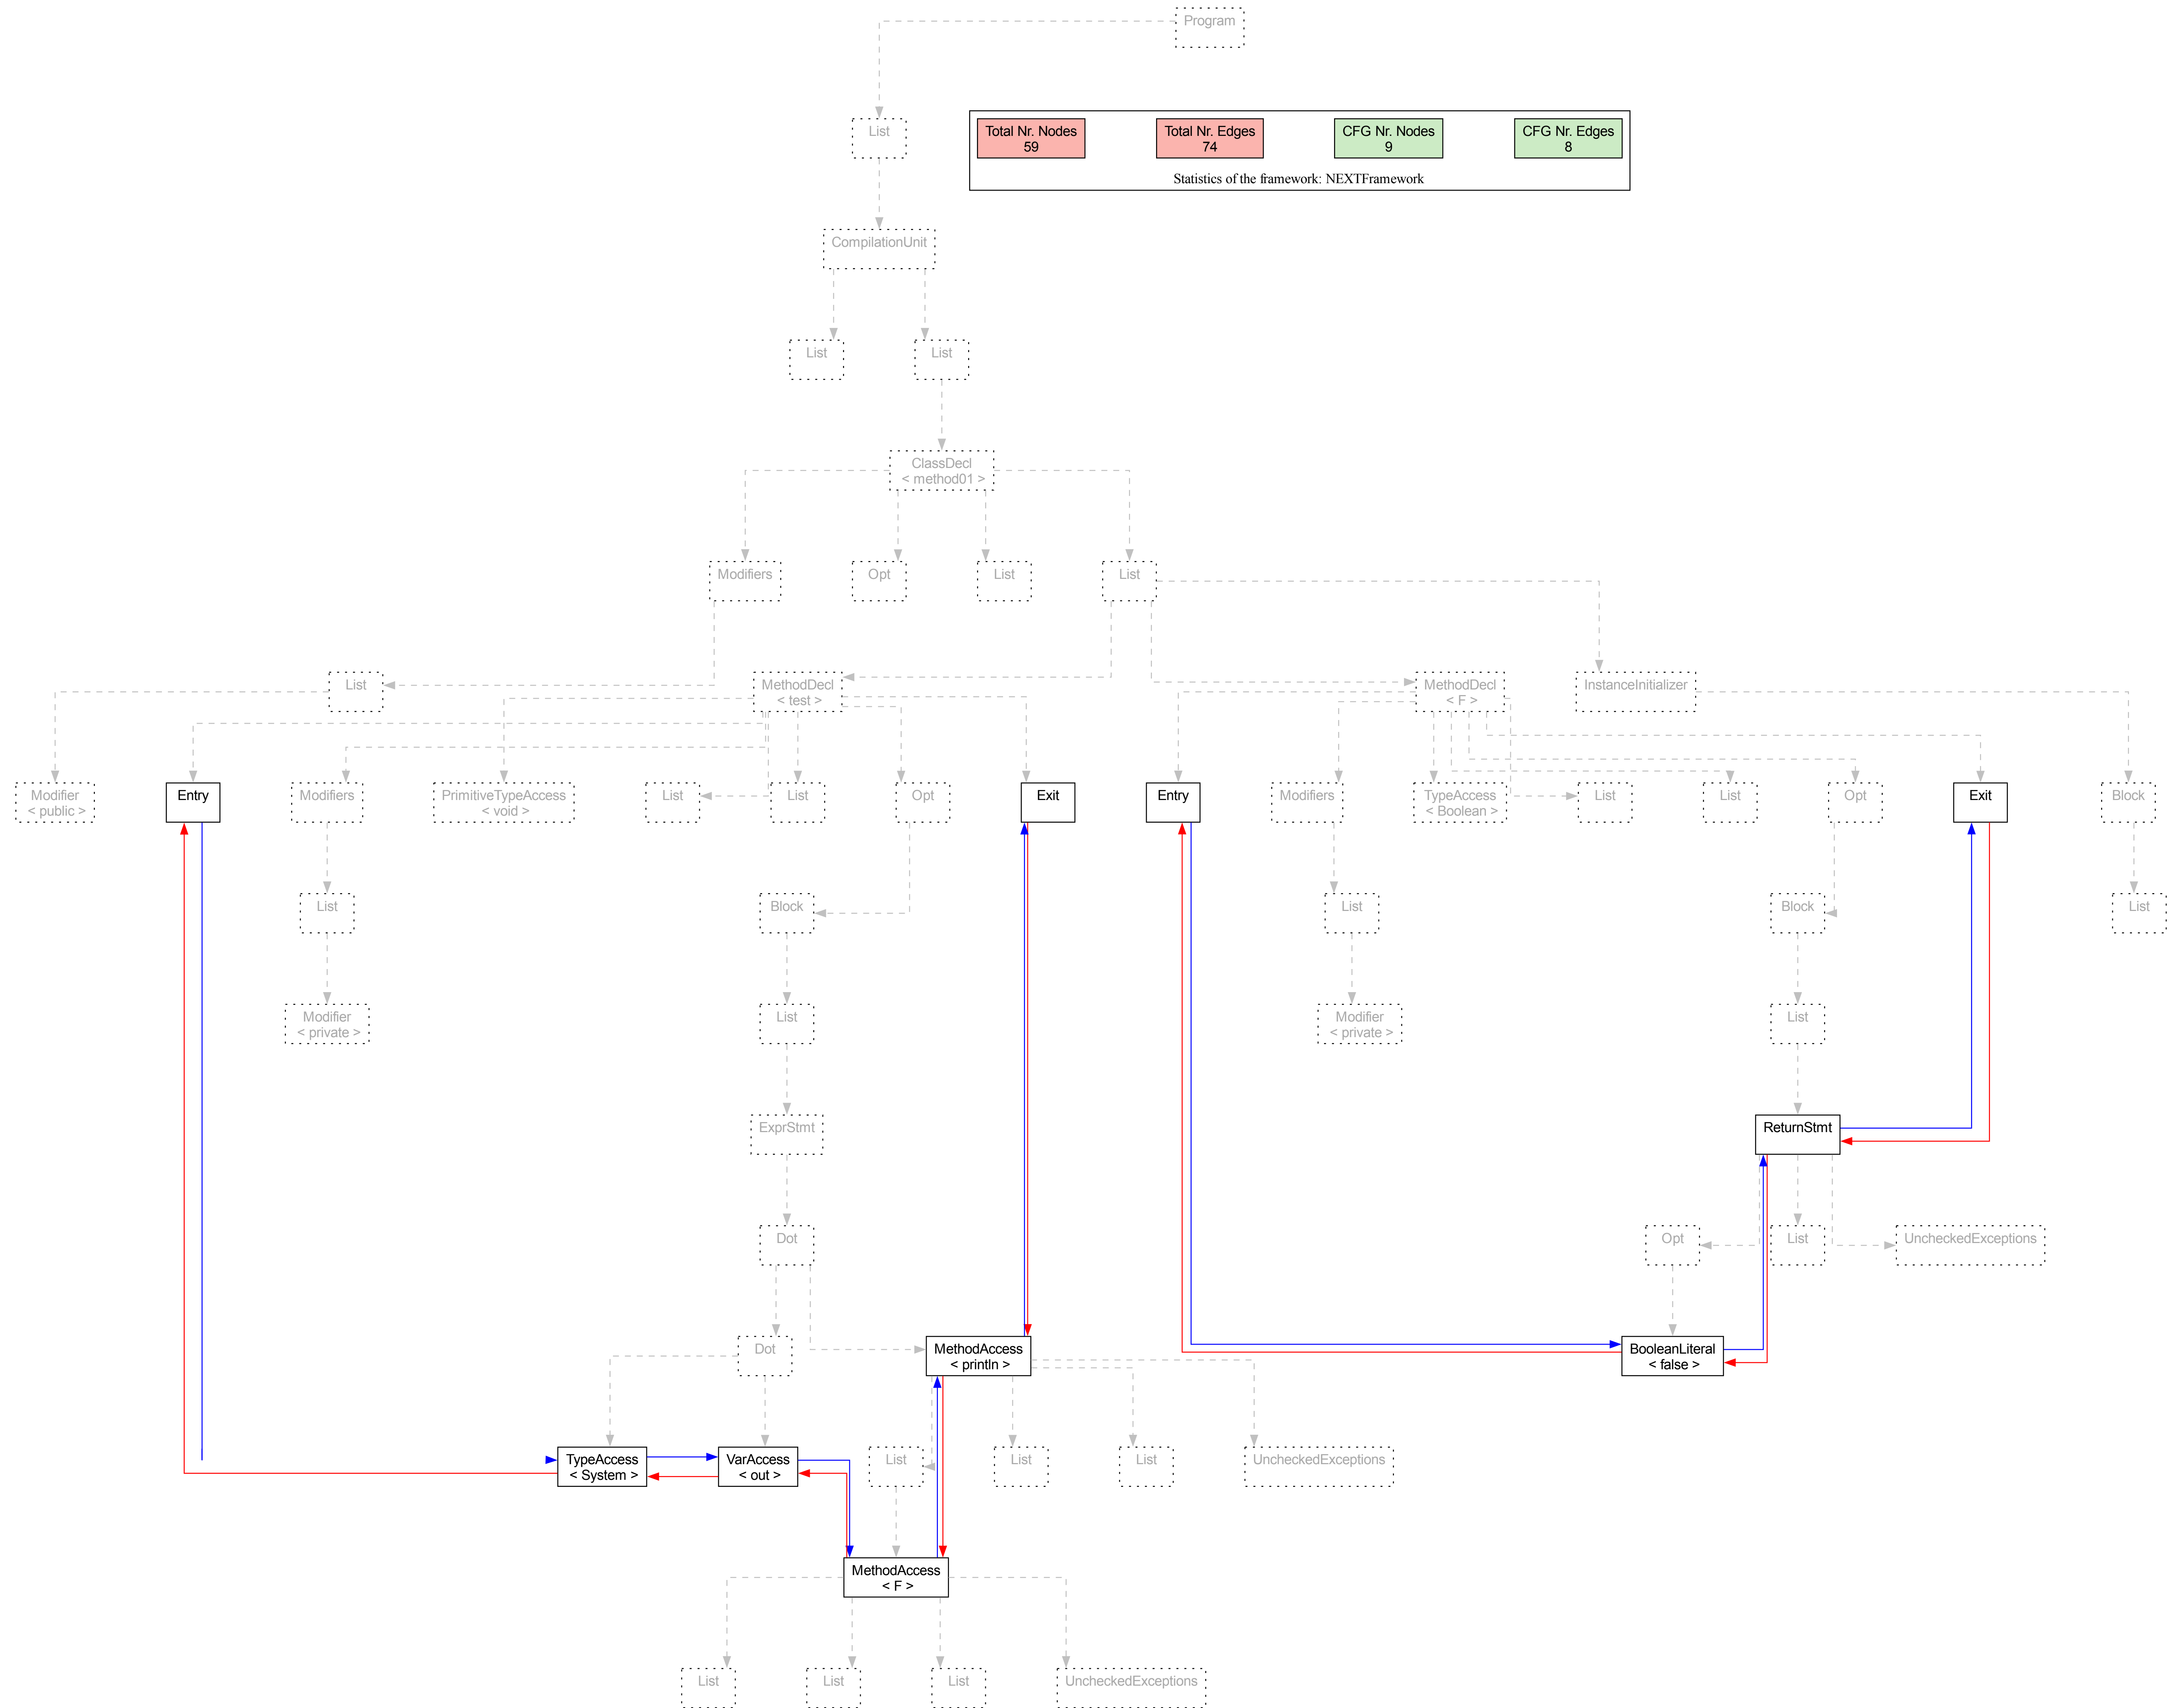 Program
List
Total Nr. Nodes
59
Total Nr. Edges
74
CFG Nr. Nodes
9
CFG Nr. Edges
8
Statistics of the framework: NEXTFramework
CompilationUnit
List
List
ClassDecl
< method01 >
Modifiers
Opt
List
List
List
MethodDecl
< test >
MethodDecl
< F >
InstanceInitializer
Modifier
< public >
Entry
Modifiers
PrimitiveTypeAccess
< void >
List
List
Opt
Exit
Entry
Modifiers
TypeAccess
< Boolean >
List
List
Opt
Exit
Block
List
Block
List
Block
List
Modifier
< private >
List
Modifier
< private >
List
ExprStmt
ReturnStmt
Dot
Opt
List
UncheckedExceptions
Dot
MethodAccess
< println >
BooleanLiteral
< false >
TypeAccess
< System >
VarAccess
< out >
List
List
List
UncheckedExceptions
MethodAccess
< F >
List
List
List
UncheckedExceptions